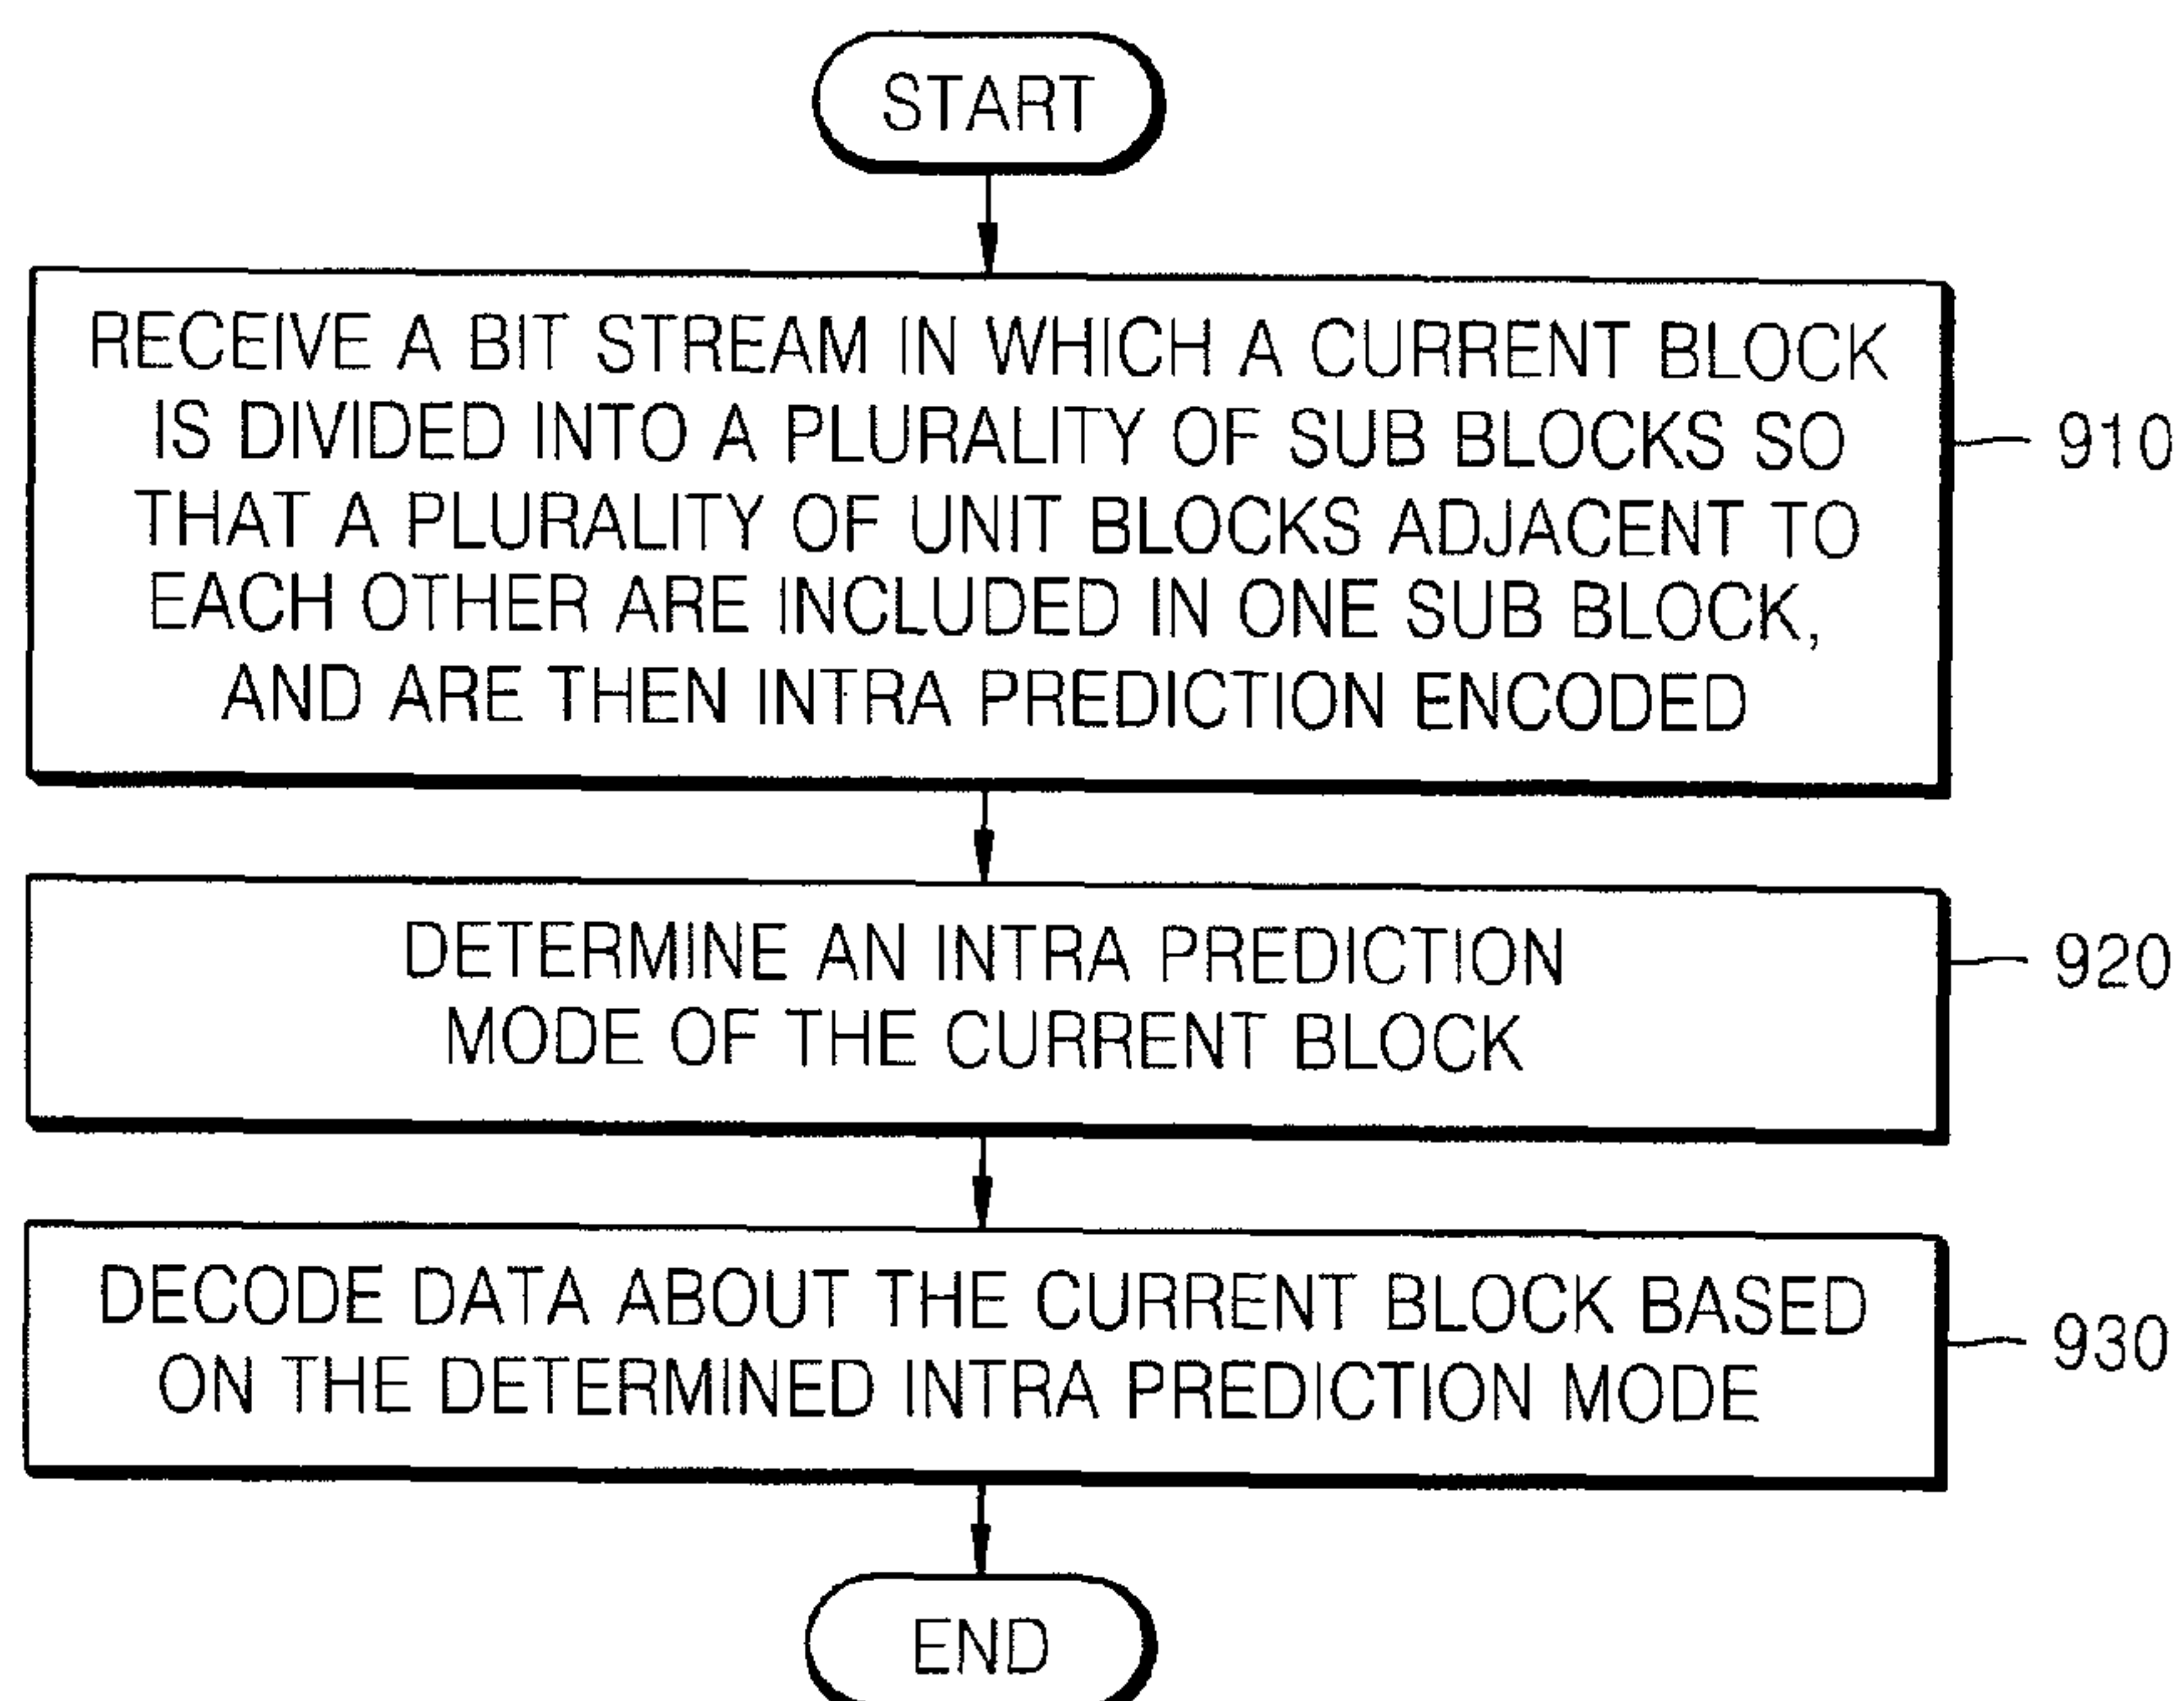 START
RECEIVE A BIT STREAM IN WHICH A CURRENT BLOCK
IS DIVIDED INTO A PLURALITY OF SUB BLOCKS SO
THAT A PLURALITY OF UNIT BLOCKS ADJACENT TO
EACH OTHER ARE INCLUDED IN ONE SUB BLOCK,
AND ARE THEN INTRA PREDICTION ENCODED
910
DETERMINE AN INTRA PREDICTION
MODE OF THE CURRENT BLOCK
920
DECODE DATA ABOUT THE CURRENT BLOCK BASED
ON THE DETERMINED INTRA PREDICTION MODE
930
END